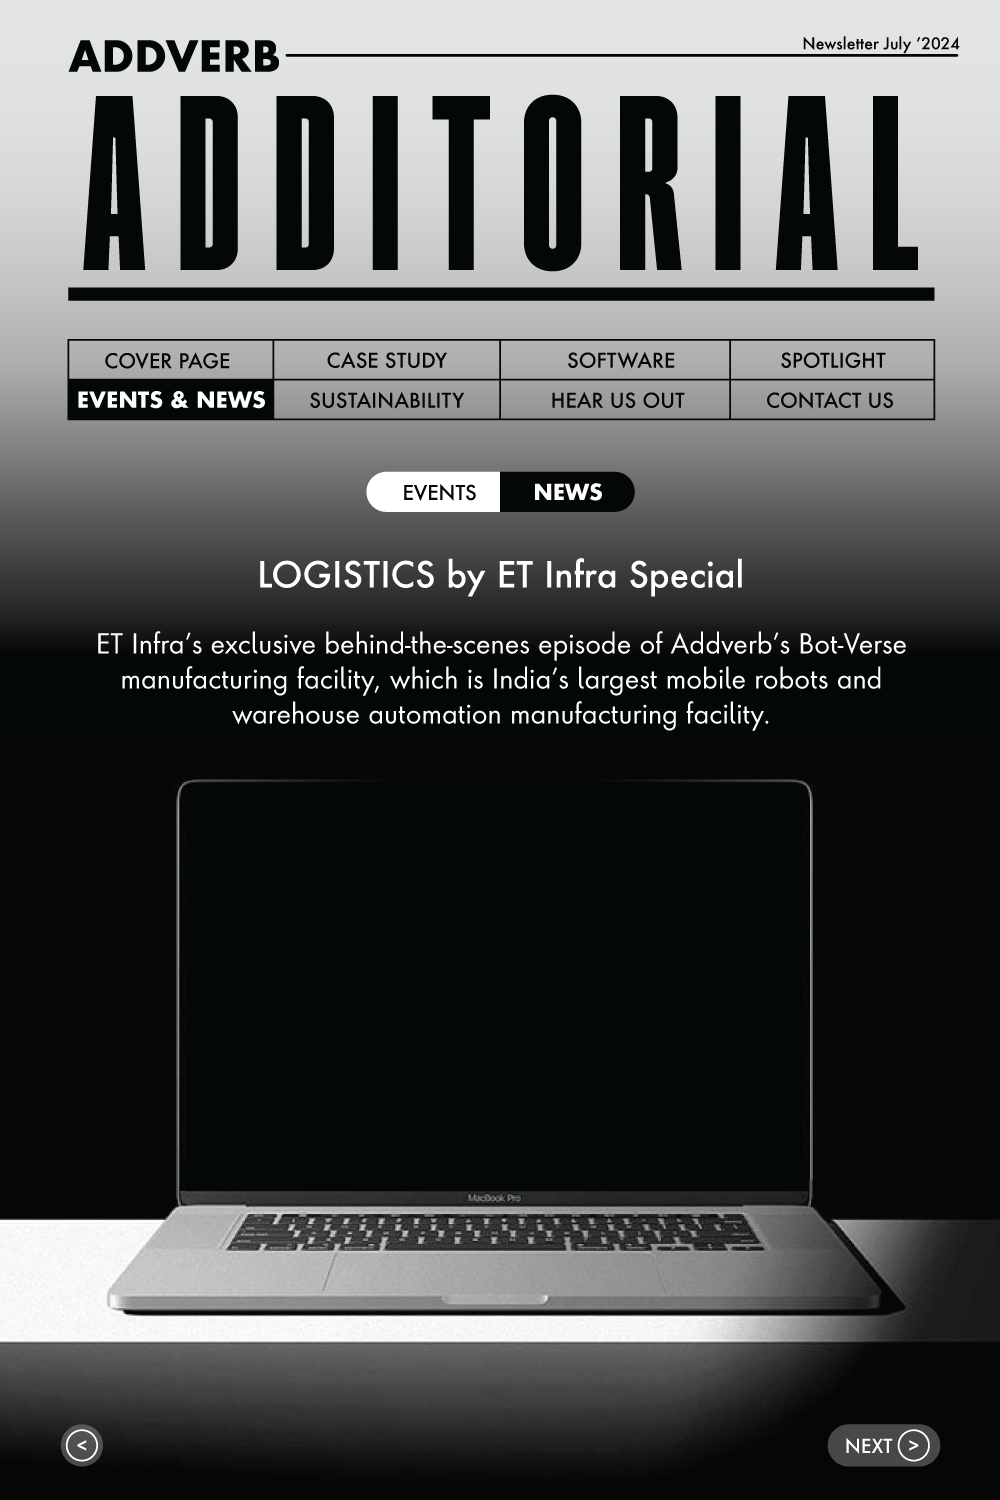 ADDVERB
Newsletter July ’2024
ADDITORIAL
COVER PAGE
CASE STUDY
SOFTWARE
SPOTLIGHT
EVENTS & NEWS
SUSTAINABILITY
HEAR US OUT
CONTACT US
EVENTS
NEWS
LOGISTICS by ET Infra Special
ET Infra’s exclusive behind-the-scenes episode of Addverb’s Bot-Verse
manufacturing facility, which is India’s largest mobile robots and
warehouse automation manufacturing facility.
MacBook Pro
<
NEXT >